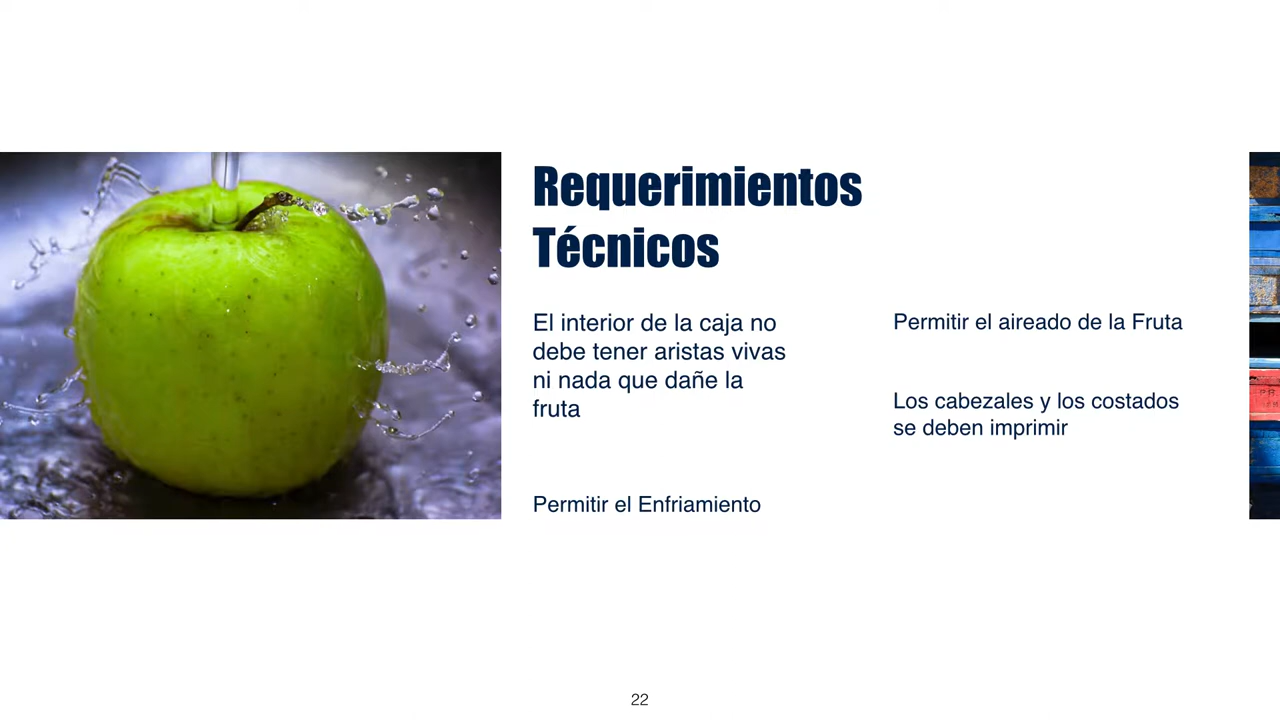 Requerimientos
Técnicos
El interior de la caja no
debe tener aristas vivas
ni nada que dañe la
fruta
Permitir el Enfriamiento
Permitir el aireado de la Fruta
Los cabezales y los costados
se deben imprimir
22